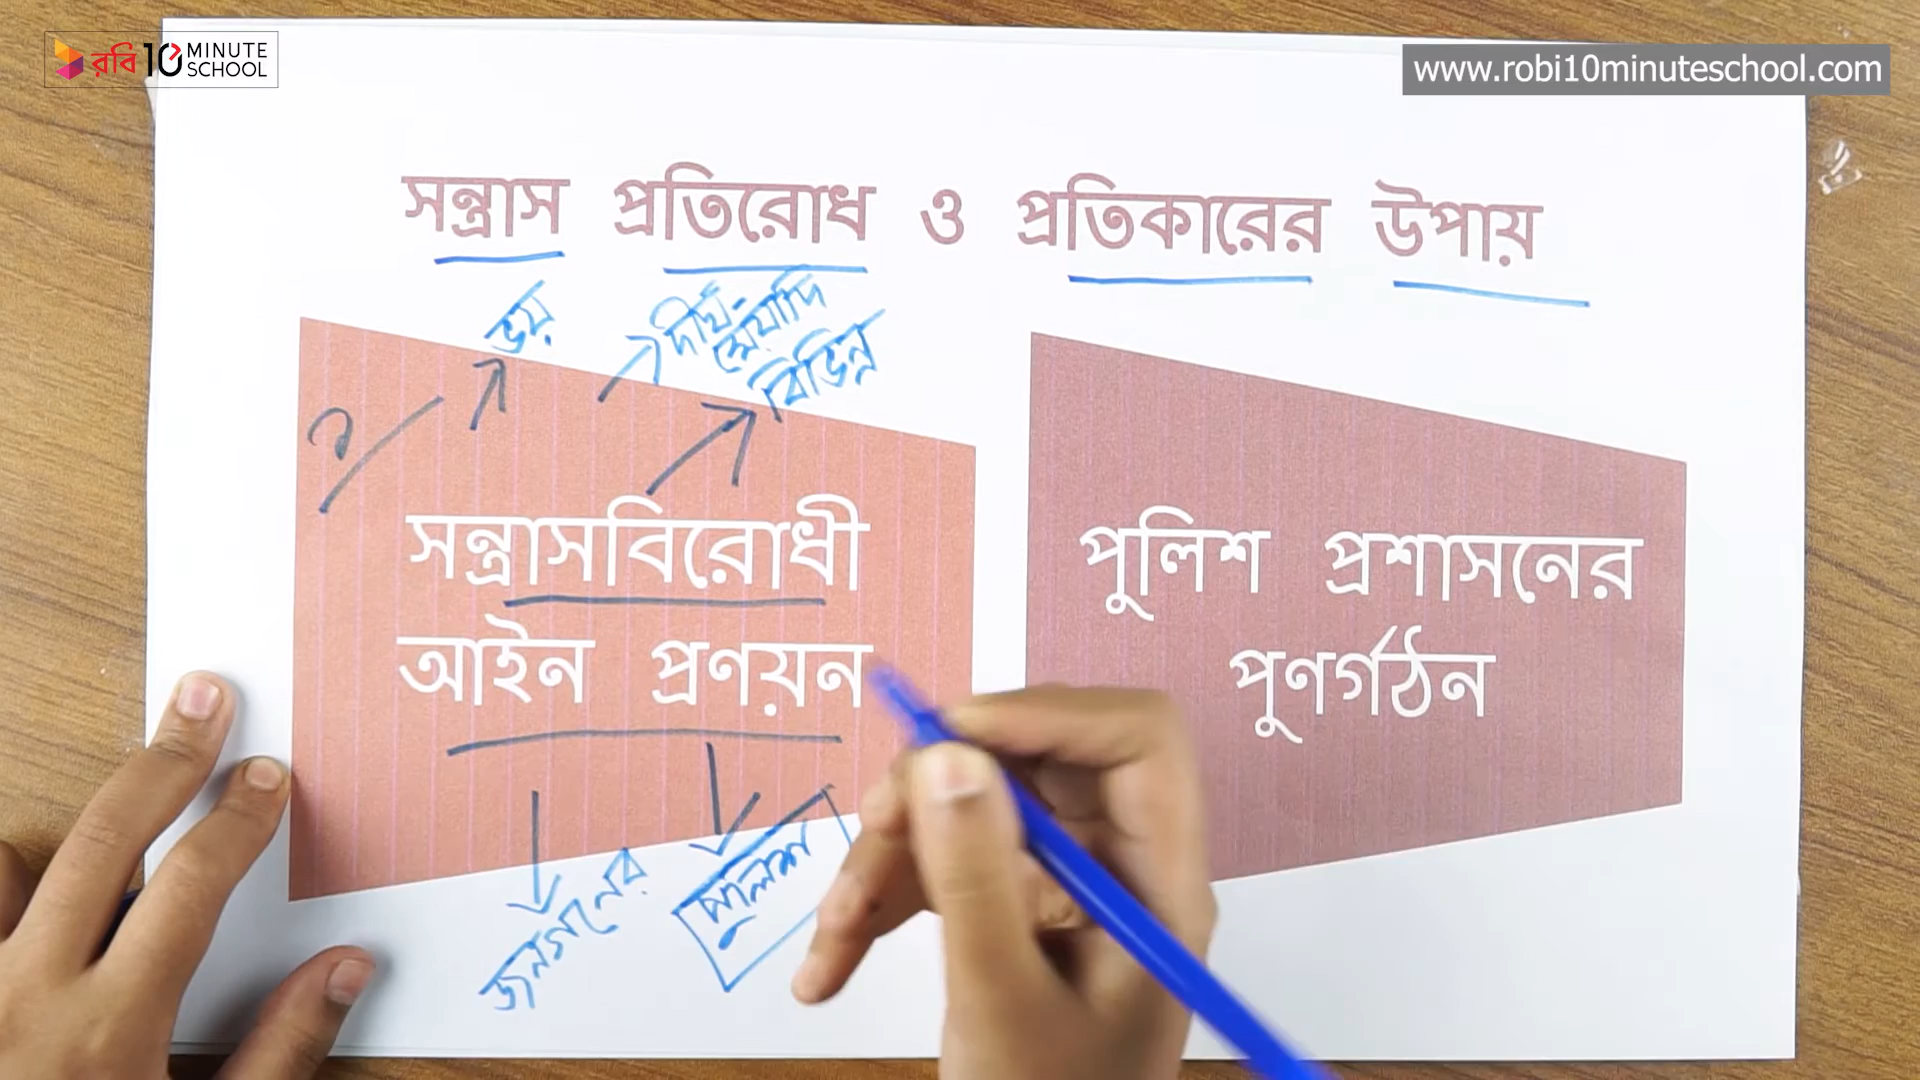 রবি 10 MINUTE SCHOOL
www.robi10minuteschool.com
সন্ত্রাস প্রতিরোধ ও প্রতিকারের উপায়
ভয়
দীর্ঘ-
মেয়াদি
বিভিন্ন
সন্ত্রাসবিরোধী
আইন প্রণয়ন
পুলিশ প্রশাসনের
পুণর্গঠন
জনগনের
পুলিশ